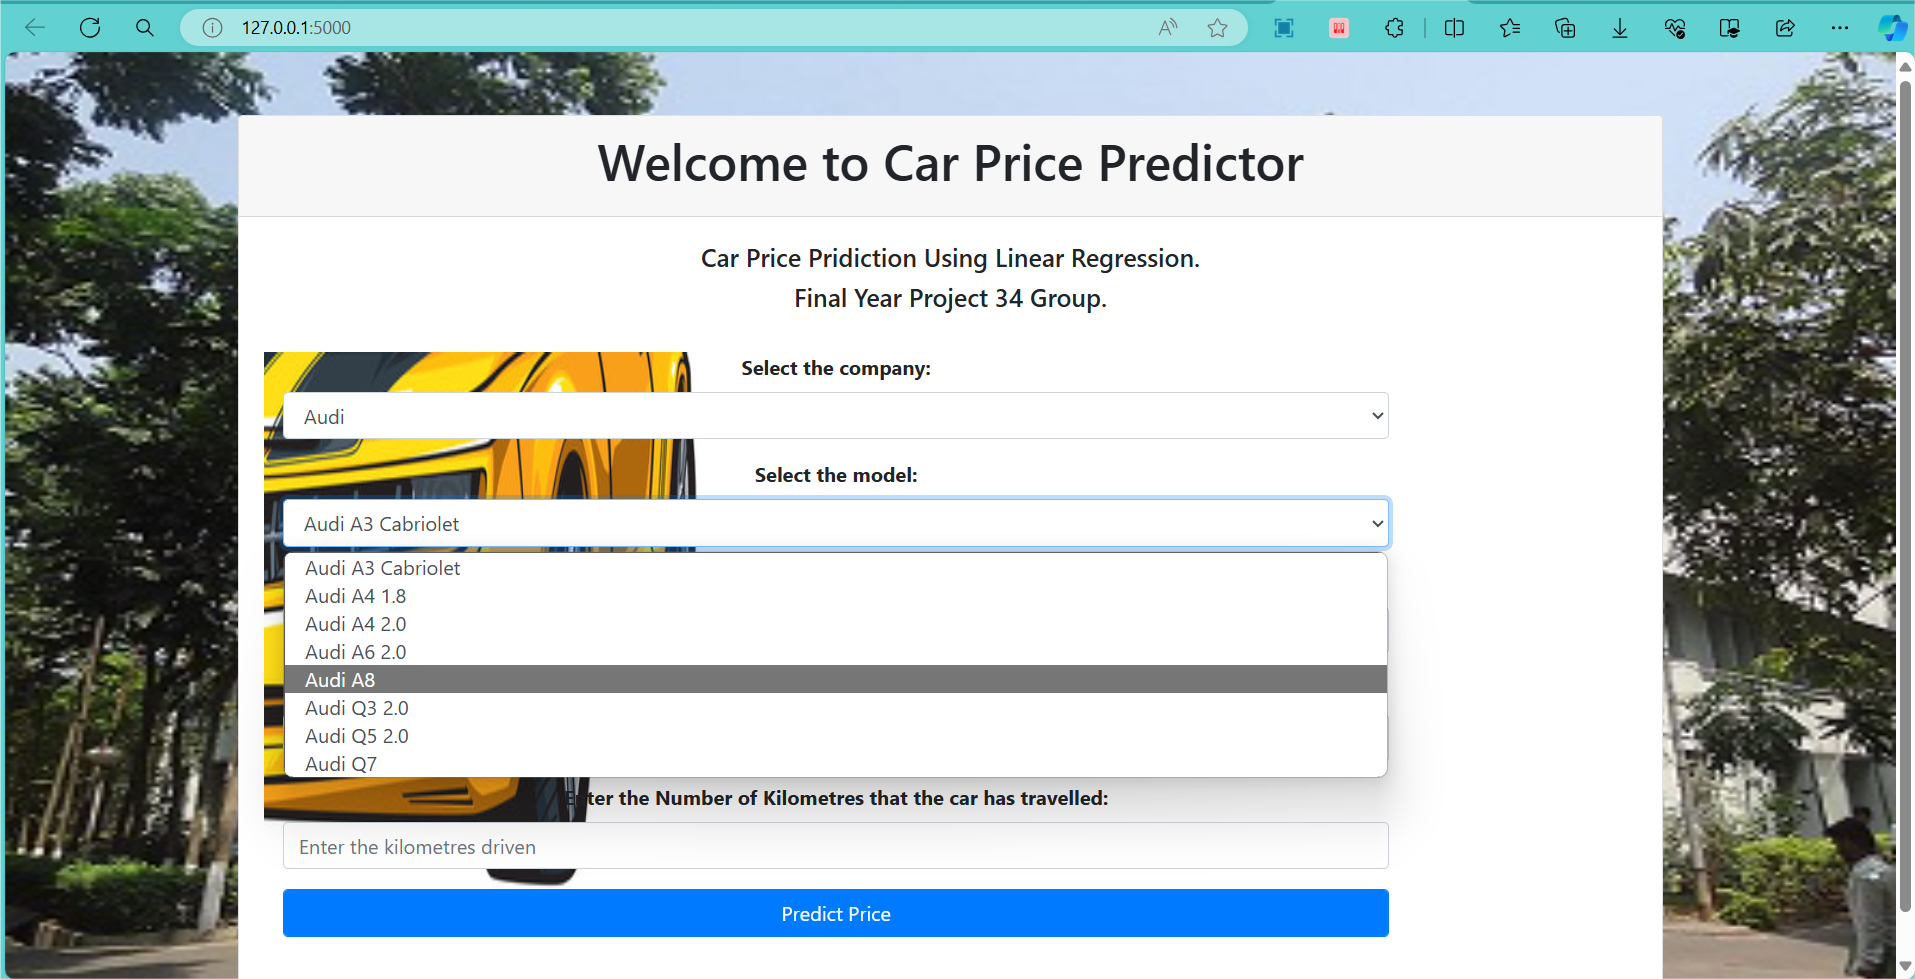 127.0.0.1:5000
Welcome to Car Price Predictor
Car Price Pridiction Using Linear Regression.
Final Year Project 34 Group.
Select the company:
Audi
Select the model:
Audi A3 Cabriolet
Audi A3 Cabriolet
Audi A4 1.8
Audi A4 2.0
Audi A6 2.0
Audi A8
Audi Q3 2.0
Audi Q5 2.0
Audi Q7
Enter the Number of Kilometres that the car has travelled:
Enter the kilometres driven
Predict Price